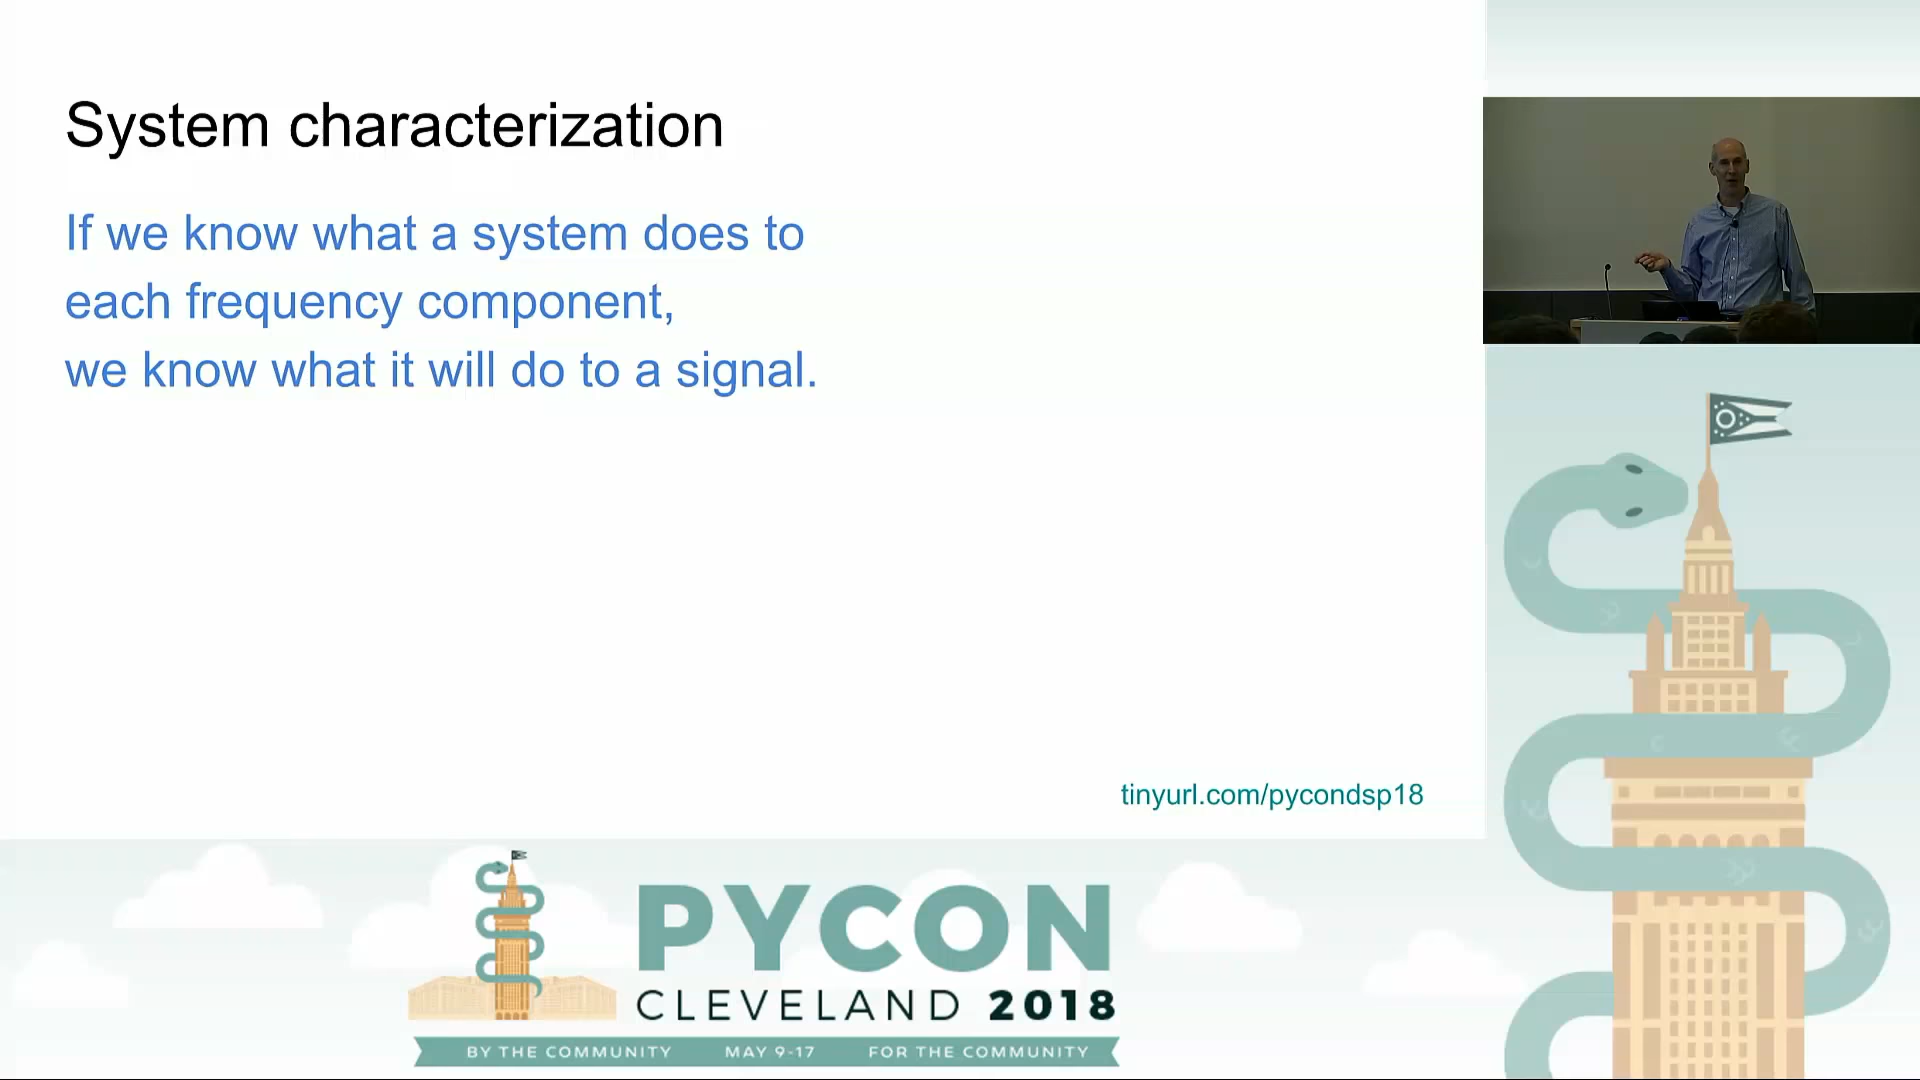 System characterization
If we know what a system does to
each frequency component,
we know what it will do to a signal.
tinyurl.com/pycondsp18
PYCON
CLEVELAND 2018
BY THE COMMUNITY MAY 9-17 FOR THE COMMUNITY